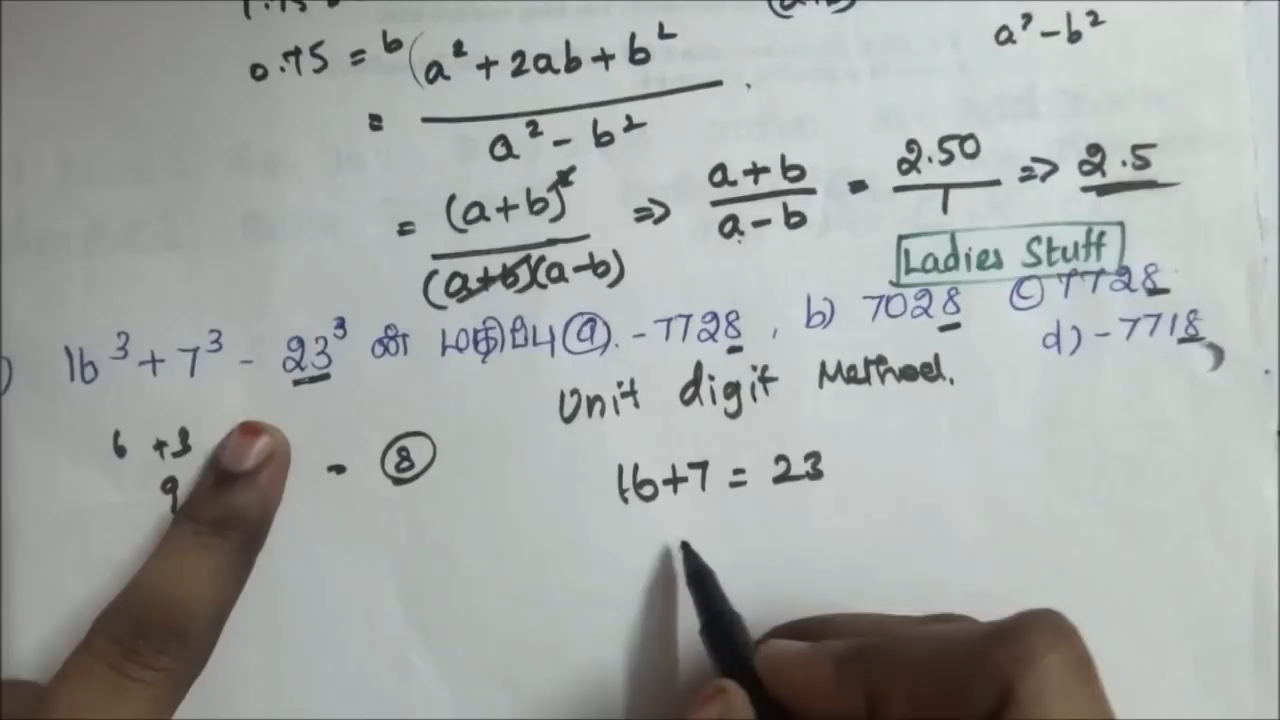 0.75 = b (a² + 2ab + b²
a² - b²
= a² - b²
= (a+b)² => a+b = 2.50 => 2.5
(a+b)(a-b) a-b 1
Ladies Stuff
16³ + 7³ - 23³ ன் மதிப்பு ⓐ. -7728, b) 7028 ⓒ 7728
d) -7718
Unit digit Method.
6 +3 - ⑧
9
16+7 = 23